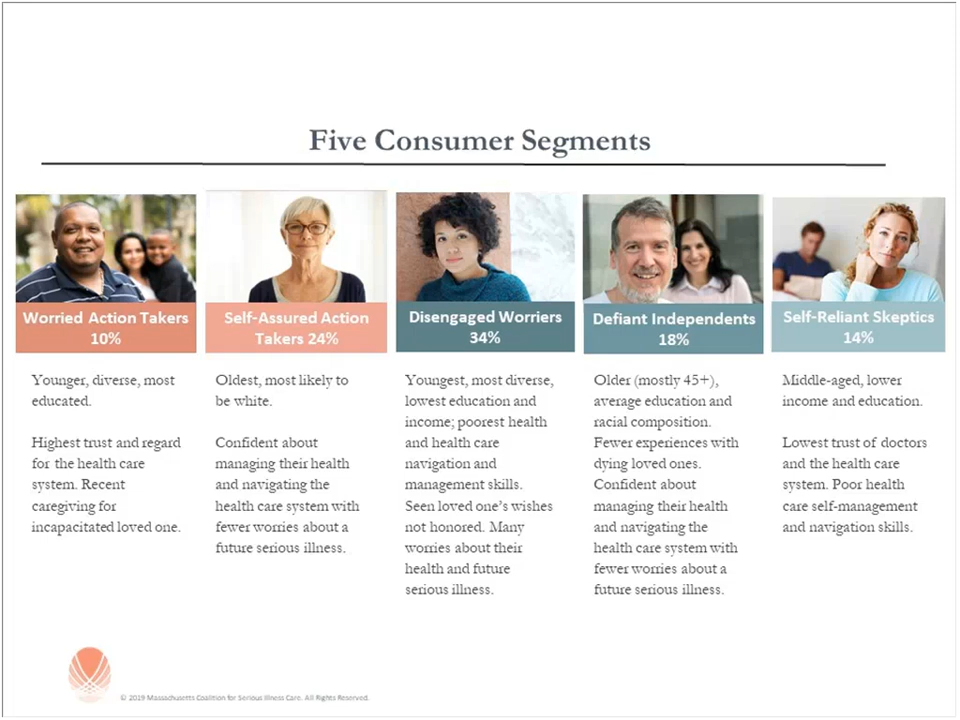 Five Consumer Segments
Worried Action Takers
10%
Younger, diverse, most
educated.
Highest trust and regard
for the health care
system. Recent
caregiving for
incapacitated loved one.
Self-Assured Action
Takers 24%
Oldest, most likely to
be white.
Confident about
managing their health
and navigating the
health care system with
fewer worries about a
future serious illness.
Disengaged Worriers
34%
Youngest, most diverse,
lowest education and
income; poorest health
and health care
navigation and
management skills.
Seen loved one's wishes
not honored. Many
worries about their
health and future
serious illness.
Defiant Independents
18%
Older (mostly 45+),
average education and
racial composition.
Fewer experiences with
dying loved ones.
Confident about
managing their health
and navigating the
health care system with
fewer worries about a
future serious illness.
Self-Reliant Skeptics
14%
Middle-aged, lower
income and education.
Lowest trust of doctors
and the health care
system. Poor health
care self-management
and navigation skills.
© 2019 Massachusetts Coalition for Serious Illness Care. All Rights Reserved.